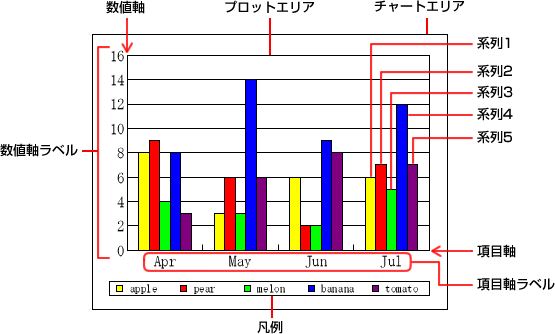 数値軸
プロットエリア
チャートエリア
系列1
系列2
系列3
系列4
系列5
数値軸ラベル
16
14
12
10
8
6
4
2
0
Apr May Jun Jul
項目軸
項目軸ラベル
apple pear melon banana tomato
凡例